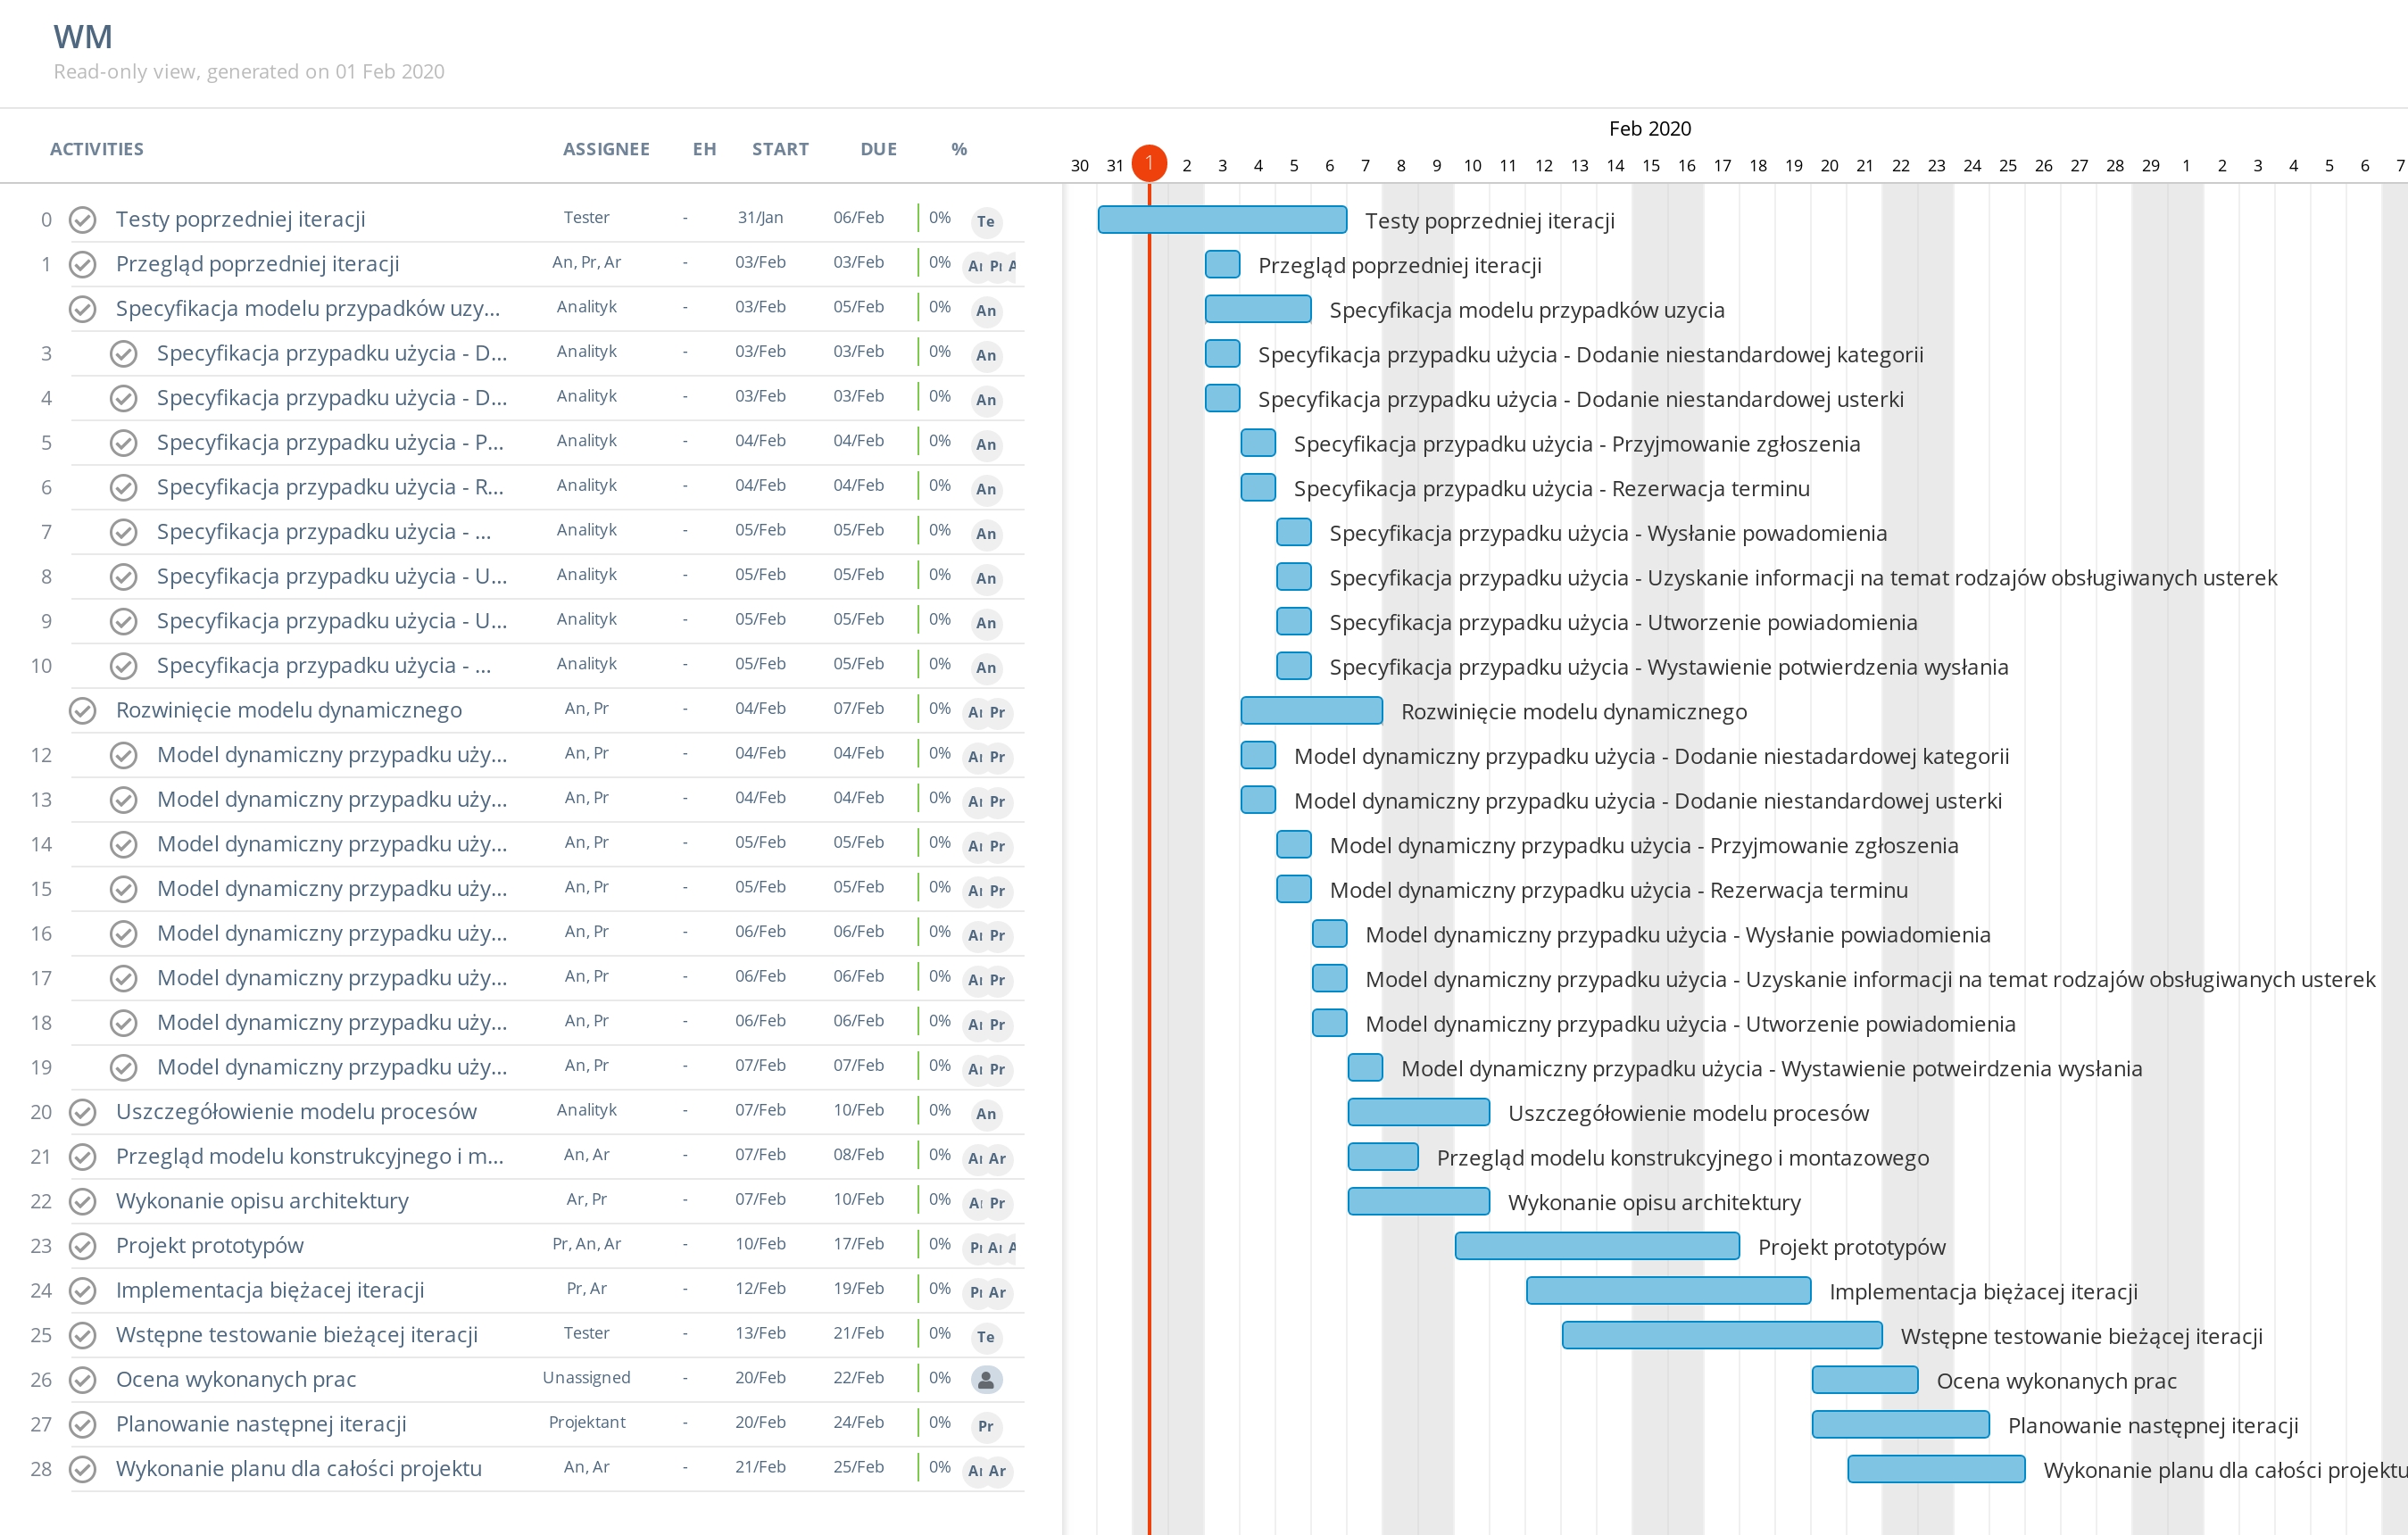 WM
Read-only view, generated on 01 Feb 2020
Feb 2020
ACTIVITIES ASSIGNEE EH START DUE %
30 31 1 2 3 4 5 6 7 8 9 10 11 12 13 14 15 16 17 18 19 20 21 22 23 24 25 26 27 28 29 1 2 3 4 5 6 7
0 Testy poprzedniej iteracji Tester - 31/Jan 06/Feb 0% Te Testy poprzedniej iteracji
1 Przegląd poprzedniej iteracji An, Pr, Ar - 03/Feb 03/Feb 0% Przegląd poprzedniej iteracji
Specyfikacja modelu przypadków uzy... Analityk - 03/Feb 05/Feb 0% An Specyfikacja modelu przypadków uzycia
3 Specyfikacja przypadku użycia - D... Analityk - 03/Feb 03/Feb 0% An Specyfikacja przypadku użycia - Dodanie niestandardowej kategorii
4 Specyfikacja przypadku użycia - D... Analityk - 03/Feb 03/Feb 0% An Specyfikacja przypadku użycia - Dodanie niestandardowej usterki
5 Specyfikacja przypadku użycia - P... Analityk - 04/Feb 04/Feb 0% An Specyfikacja przypadku użycia - Przyjmowanie zgłoszenia
6 Specyfikacja przypadku użycia - R... Analityk - 04/Feb 04/Feb 0% An Specyfikacja przypadku użycia - Rezerwacja terminu
7 Specyfikacja przypadku użycia - ... Analityk - 05/Feb 05/Feb 0% An Specyfikacja przypadku użycia - Wysłanie powadomienia
8 Specyfikacja przypadku użycia - U... Analityk - 05/Feb 05/Feb 0% An Specyfikacja przypadku użycia - Uzyskanie informacji na temat rodzajów obsługiwanych usterek
9 Specyfikacja przypadku użycia - U... Analityk - 05/Feb 05/Feb 0% An Specyfikacja przypadku użycia - Utworzenie powiadomienia
10 Specyfikacja przypadku użycia - ... Analityk - 05/Feb 05/Feb 0% An Specyfikacja przypadku użycia - Wystawienie potwierdzenia wysłania
Rozwinięcie modelu dynamicznego An, Pr - 04/Feb 07/Feb 0% Pr Rozwinięcie modelu dynamicznego
12 Model dynamiczny przypadku uży... An, Pr - 04/Feb 04/Feb 0% Pr Model dynamiczny przypadku użycia - Dodanie niestadardowej kategorii
13 Model dynamiczny przypadku uży... An, Pr - 04/Feb 04/Feb 0% Pr Model dynamiczny przypadku użycia - Dodanie niestandardowej usterki
14 Model dynamiczny przypadku uży... An, Pr - 05/Feb 05/Feb 0% Pr Model dynamiczny przypadku użycia - Przyjmowanie zgłoszenia
15 Model dynamiczny przypadku uży... An, Pr - 05/Feb 05/Feb 0% Pr Model dynamiczny przypadku użycia - Rezerwacja terminu
16 Model dynamiczny przypadku uży... An, Pr - 06/Feb 06/Feb 0% Pr Model dynamiczny przypadku użycia - Wysłanie powiadomienia
17 Model dynamiczny przypadku uży... An, Pr - 06/Feb 06/Feb 0% Pr Model dynamiczny przypadku użycia - Uzyskanie informacji na temat rodzajów obsługiwanych usterek
18 Model dynamiczny przypadku uży... An, Pr - 06/Feb 06/Feb 0% Pr Model dynamiczny przypadku użycia - Utworzenie powiadomienia
19 Model dynamiczny przypadku uży... An, Pr - 07/Feb 07/Feb 0% Pr Model dynamiczny przypadku użycia - Wystawienie potweirdzenia wysłania
20 Uszczegółowienie modelu procesów Analityk - 07/Feb 10/Feb 0% An Uszczegółowienie modelu procesów
21 Przegląd modelu konstrukcyjnego i m... An, Ar - 07/Feb 08/Feb 0% Ar Przegląd modelu konstrukcyjnego i montazowego
22 Wykonanie opisu architektury Ar, Pr - 07/Feb 10/Feb 0% Pr Wykonanie opisu architektury
23 Projekt prototypów Pr, An, Ar - 10/Feb 17/Feb 0% Projekt prototypów
24 Implementacja biężacej iteracji Pr, Ar - 12/Feb 19/Feb 0% Ar Implementacja biężacej iteracji
25 Wstępne testowanie bieżącej iteracji Tester - 13/Feb 21/Feb 0% Te Wstępne testowanie bieżącej iteracji
26 Ocena wykonanych prac Unassigned - 20/Feb 22/Feb 0% Ocena wykonanych prac
27 Planowanie następnej iteracji Projektant - 20/Feb 24/Feb 0% Pr Planowanie następnej iteracji
28 Wykonanie planu dla całości projektu An, Ar - 21/Feb 25/Feb 0% Ar Wykonanie planu dla całości projektu